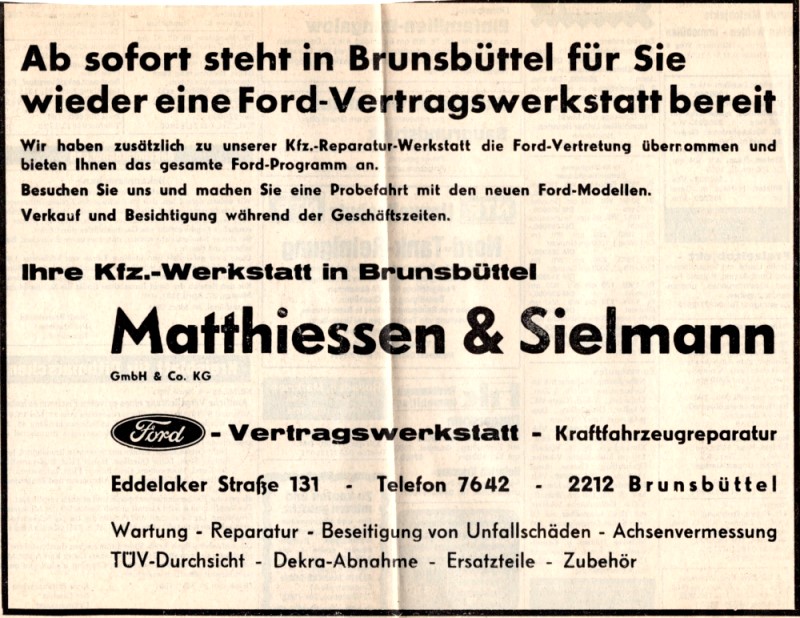 Ab sofort steht in Brunsbüttel für Sie
wieder eine Ford-Vertragswerkstatt bereit
Wir haben zusätzlich zu unserer Kfz.-Reparatur-Werkstatt die Ford-Vertretung übernommen und
bieten Ihnen das gesamte Ford-Programm an.
Besuchen Sie uns und machen Sie eine Probefahrt mit den neuen Ford-Modellen.
Verkauf und Besichtigung während der Geschäftszeiten.
Ihre Kfz.-Werkstatt in Brunsbüttel
Matthiessen & Sielmann
GmbH & Co. KG
Ford - Vertragswerkstatt - Kraftfahrzeugreparatur
Eddelaker Straße 131 - Telefon 7642 - 2212 Brunsbüttel
Wartung - Reparatur - Beseitigung von Unfallschäden - Achsenvermessung
TÜV-Durchsicht - Dekra-Abnahme - Ersatzteile - Zubehör